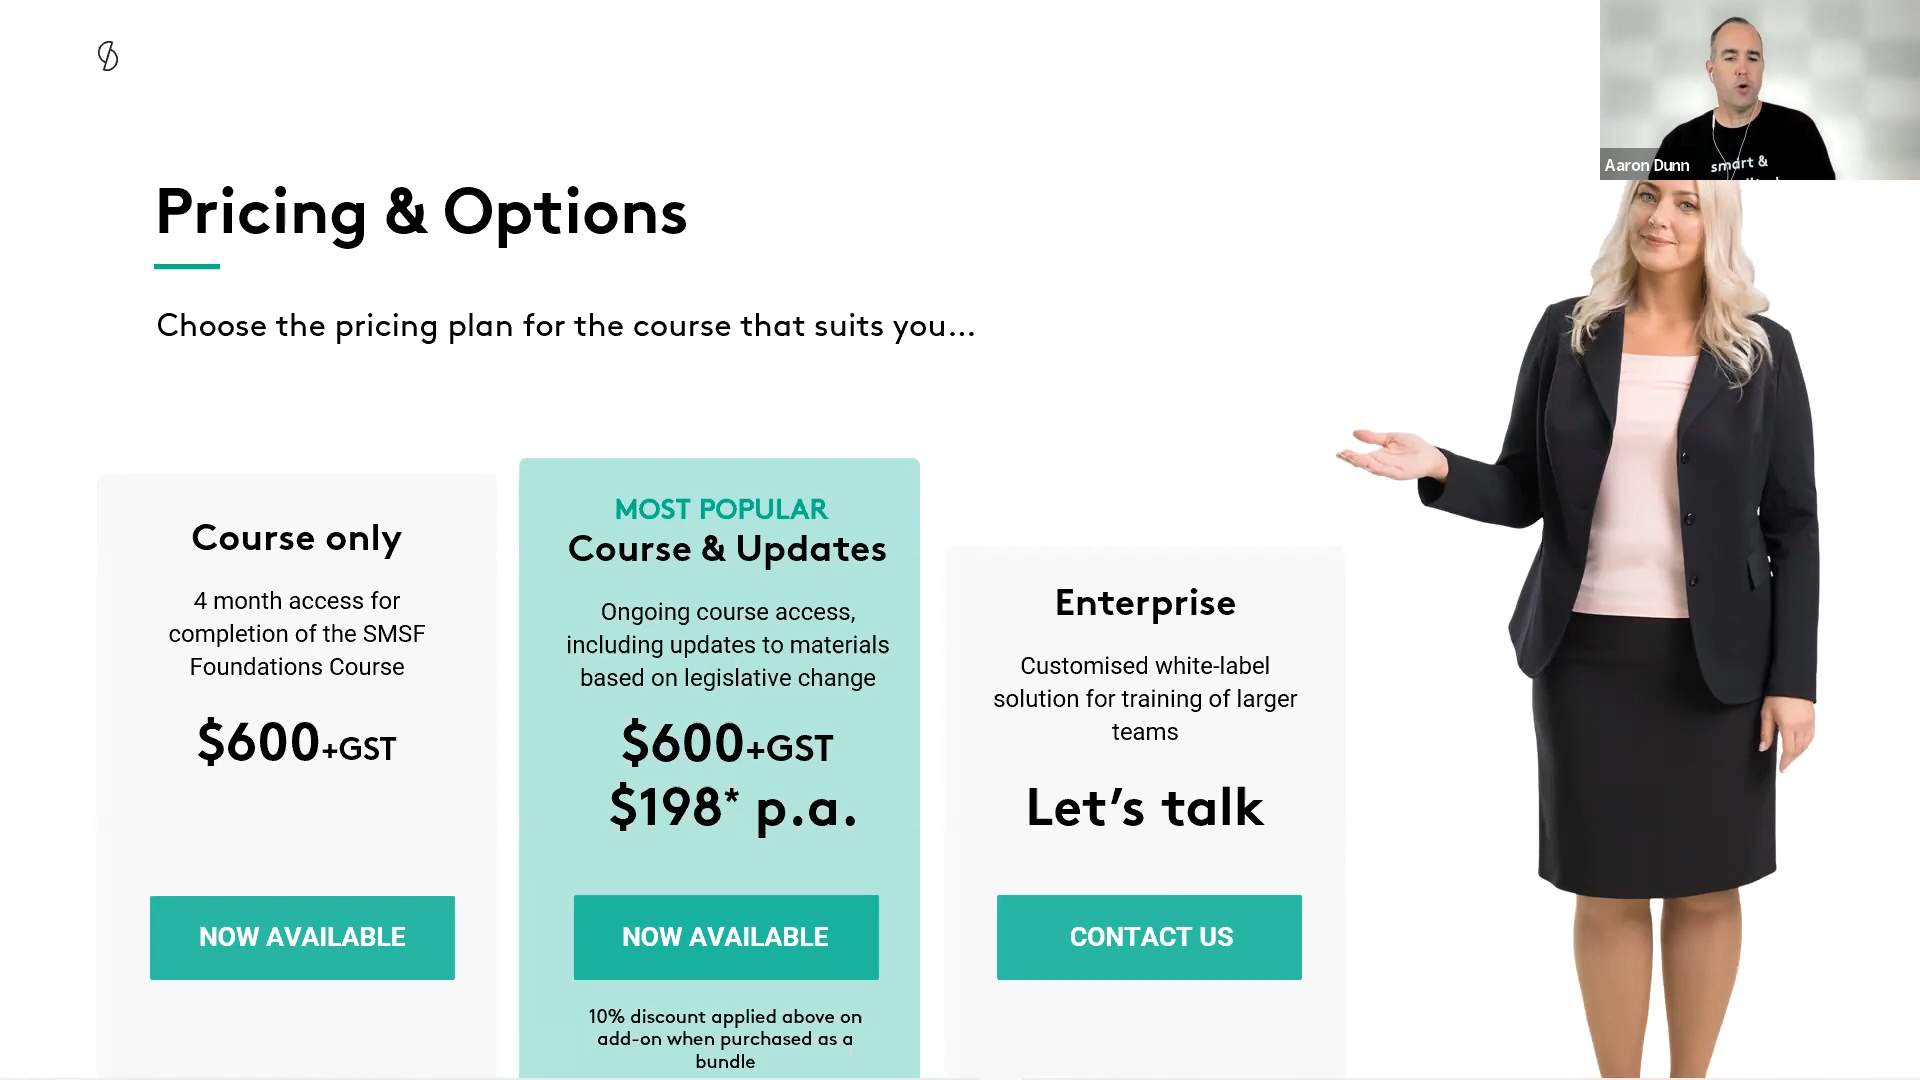 Aaron Dunn
smart &
Pricing & Options
Choose the pricing plan for the course that suits you...
Course only
4 month access for
completion of the SMSF
Foundations Course
$600+GST
NOW AVAILABLE
MOST POPULAR
Course & Updates
Ongoing course access,
including updates to materials
based on legislative change
$600+GST
$198* p.a.
NOW AVAILABLE
10% discount applied above on
add-on when purchased as a
bundle
Enterprise
Customised white-label
solution for training of larger
teams
Let's talk
CONTACT US